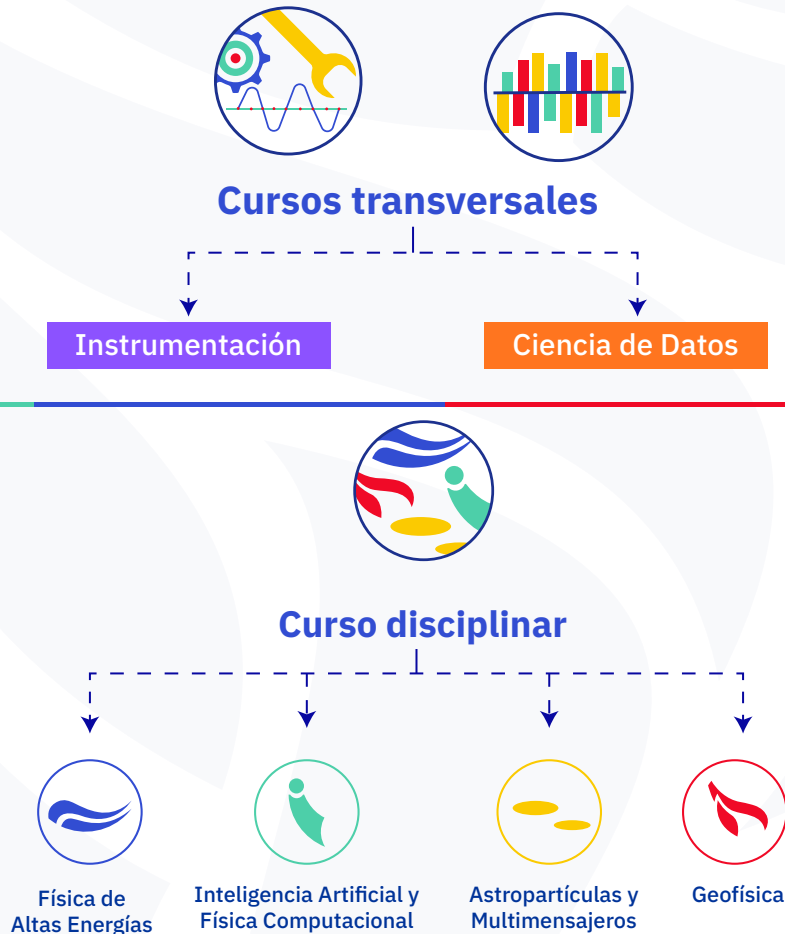 Cursos transversales
Instrumentación
Ciencia de Datos
Curso disciplinar
Física de
Altas Energías
Inteligencia Artificial y
Física Computacional
Astropartículas y
Multimensajeros
Geofísica